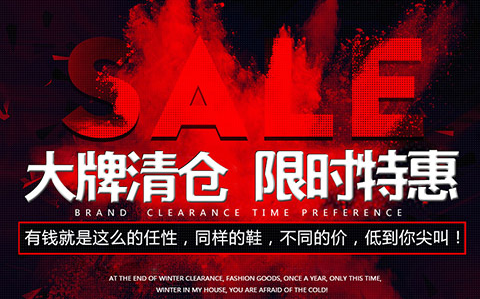 SALE
大牌清仓 限时特惠
BRAND CLEARANCE TIME PREFERENCE
有钱就是这么的任性，同样的鞋，不同的价，低到你尖叫！
AT THE END OF WINTER CLEARANCE, FASHION GOODS, ONCE A YEAR, ONLY THIS TIME,
WINTER IN MY HOUSE, YOU ARE AFRAID OF THE COLD!